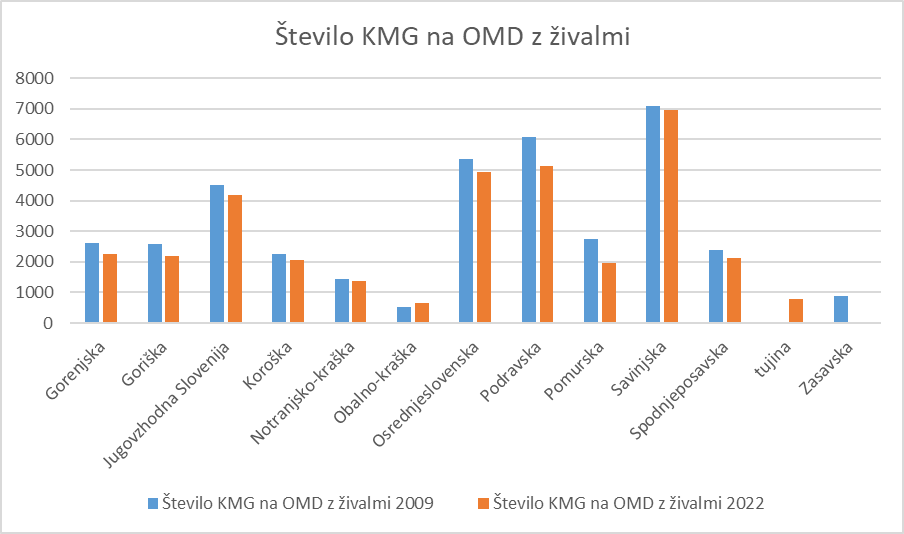 Število KMG na OMD z živalmi
8000
7000
6000
5000
4000
3000
2000
1000
0
Gorenjska
Goriška
Jugovzhodna Slovenija
Koroška
Notranjsko-kraška
Obalno-kraška
Osrednjeslovenska
Podravska
Pomurska
Savinjska
Spodnjeposavska
tujina
Zasavska
Število KMG na OMD z živalmi 2009
Število KMG na OMD z živalmi 2022